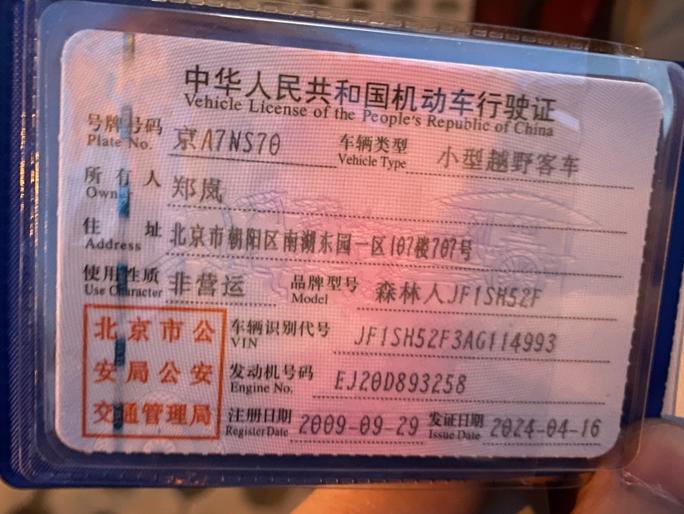 中华人民共和国机动车行驶证
Vehicle License of the People's Republic of China
号牌号码 京A7NS70 车辆类型 小型越野客车
Plate No. Vehicle Type
所有人 郑岚
Owner
住址 北京市朝阳区南湖东园一区107楼707号
Address
使用性质 非营运 品牌型号 森林人JF1SH52F
Use Character Model
北京市公 车辆识别代号 JF1SH52F3AG114993
VIN
安局公安 发动机号码 EJ20D893258
Engine No.
交通管理局 注册日期 2009-09-29 发证日期 2024-04-16
Register Date Issue Date